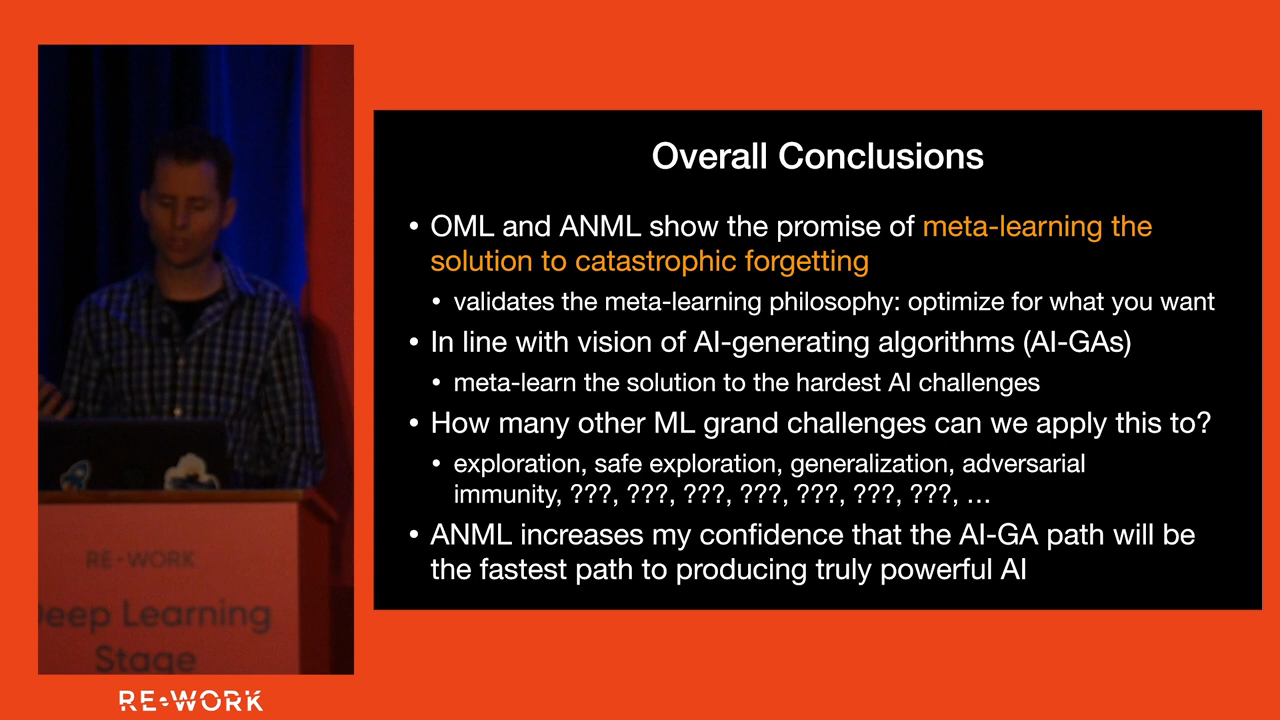 Overall Conclusions
• OML and ANML show the promise of meta-learning the
solution to catastrophic forgetting
• validates the meta-learning philosophy: optimize for what you want
• In line with vision of AI-generating algorithms (AI-GAs)
• meta-learn the solution to the hardest AI challenges
• How many other ML grand challenges can we apply this to?
• exploration, safe exploration, generalization, adversarial
immunity, ???, ???, ???, ???, ???, ???, ???, …
• ANML increases my confidence that the AI-GA path will be
the fastest path to producing truly powerful AI
RE•WORK
Deep Learning
Stage
RE•WORK